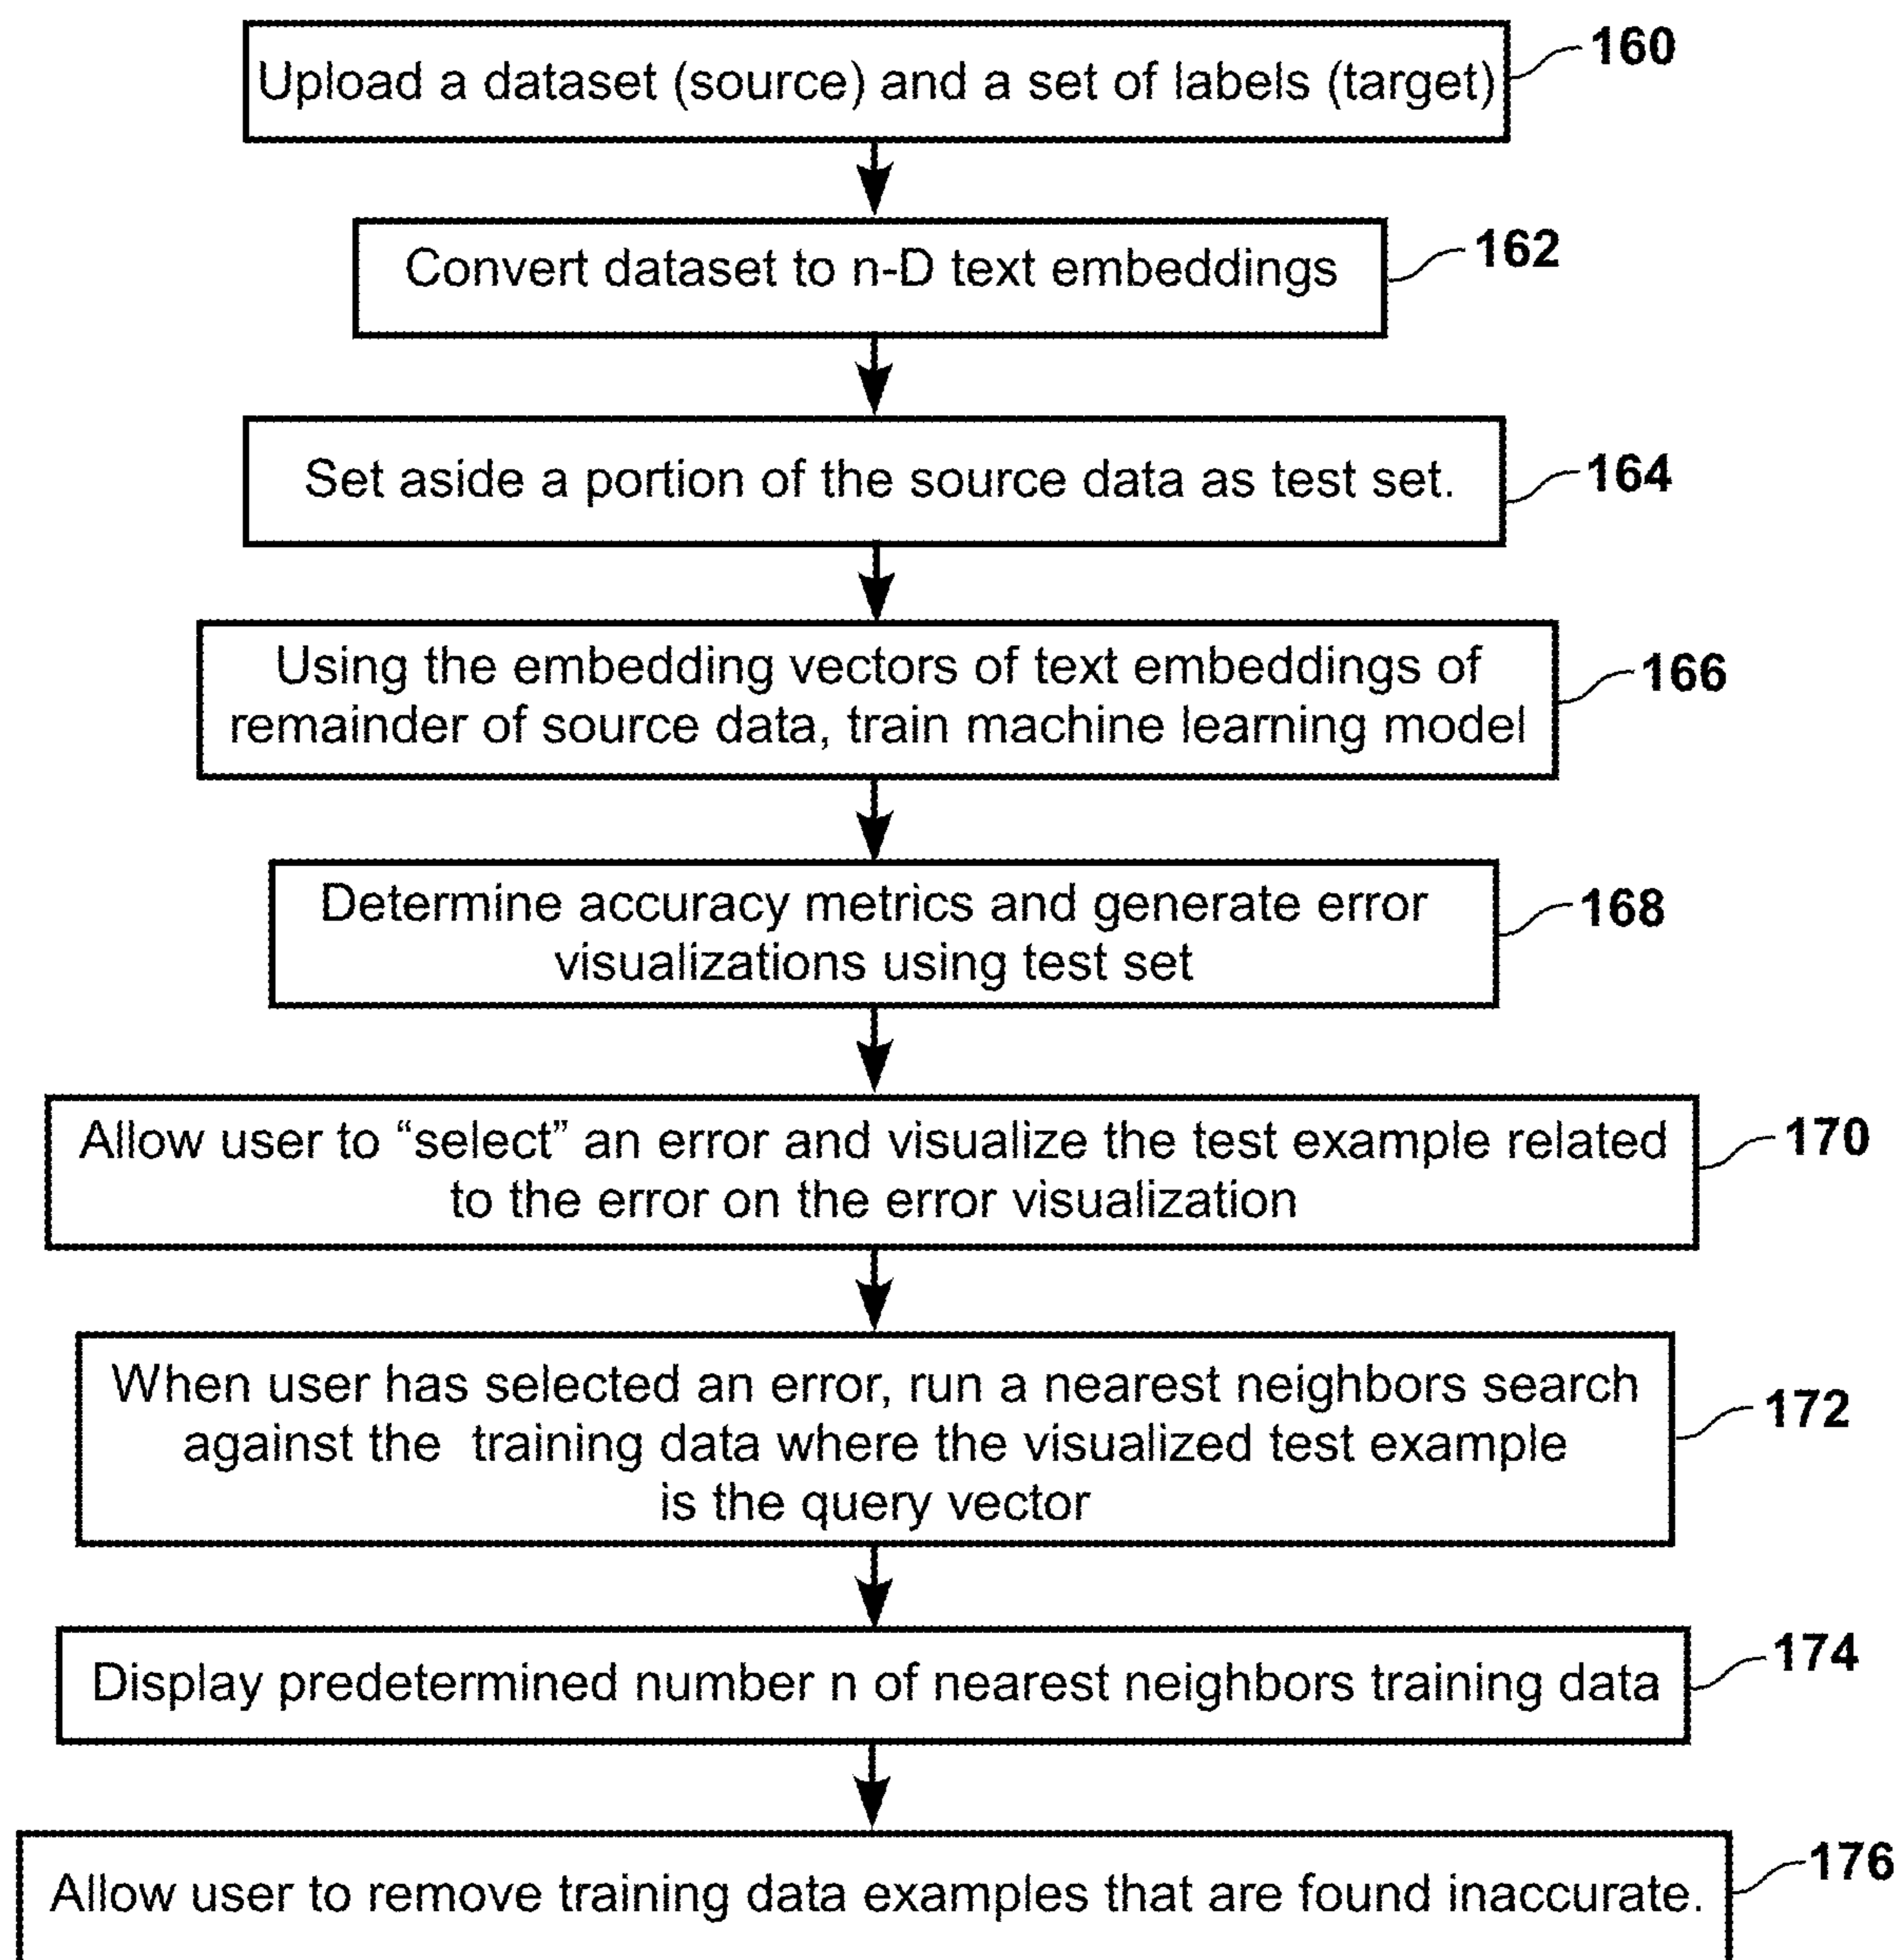 Upload a dataset (source) and a set of labels (target)
160
Convert dataset to n-D text embeddings
162
Set aside a portion of the source data as test set.
164
Using the embedding vectors of text embeddings of
remainder of source data, train machine learning model
166
Determine accuracy metrics and generate error
visualizations using test set
168
Allow user to “select” an error and visualize the test example related
to the error on the error visualization
170
When user has selected an error, run a nearest neighbors search
against the training data where the visualized test example
is the query vector
172
Display predetermined number n of nearest neighbors training data
174
Allow user to remove training data examples that are found inaccurate.
176